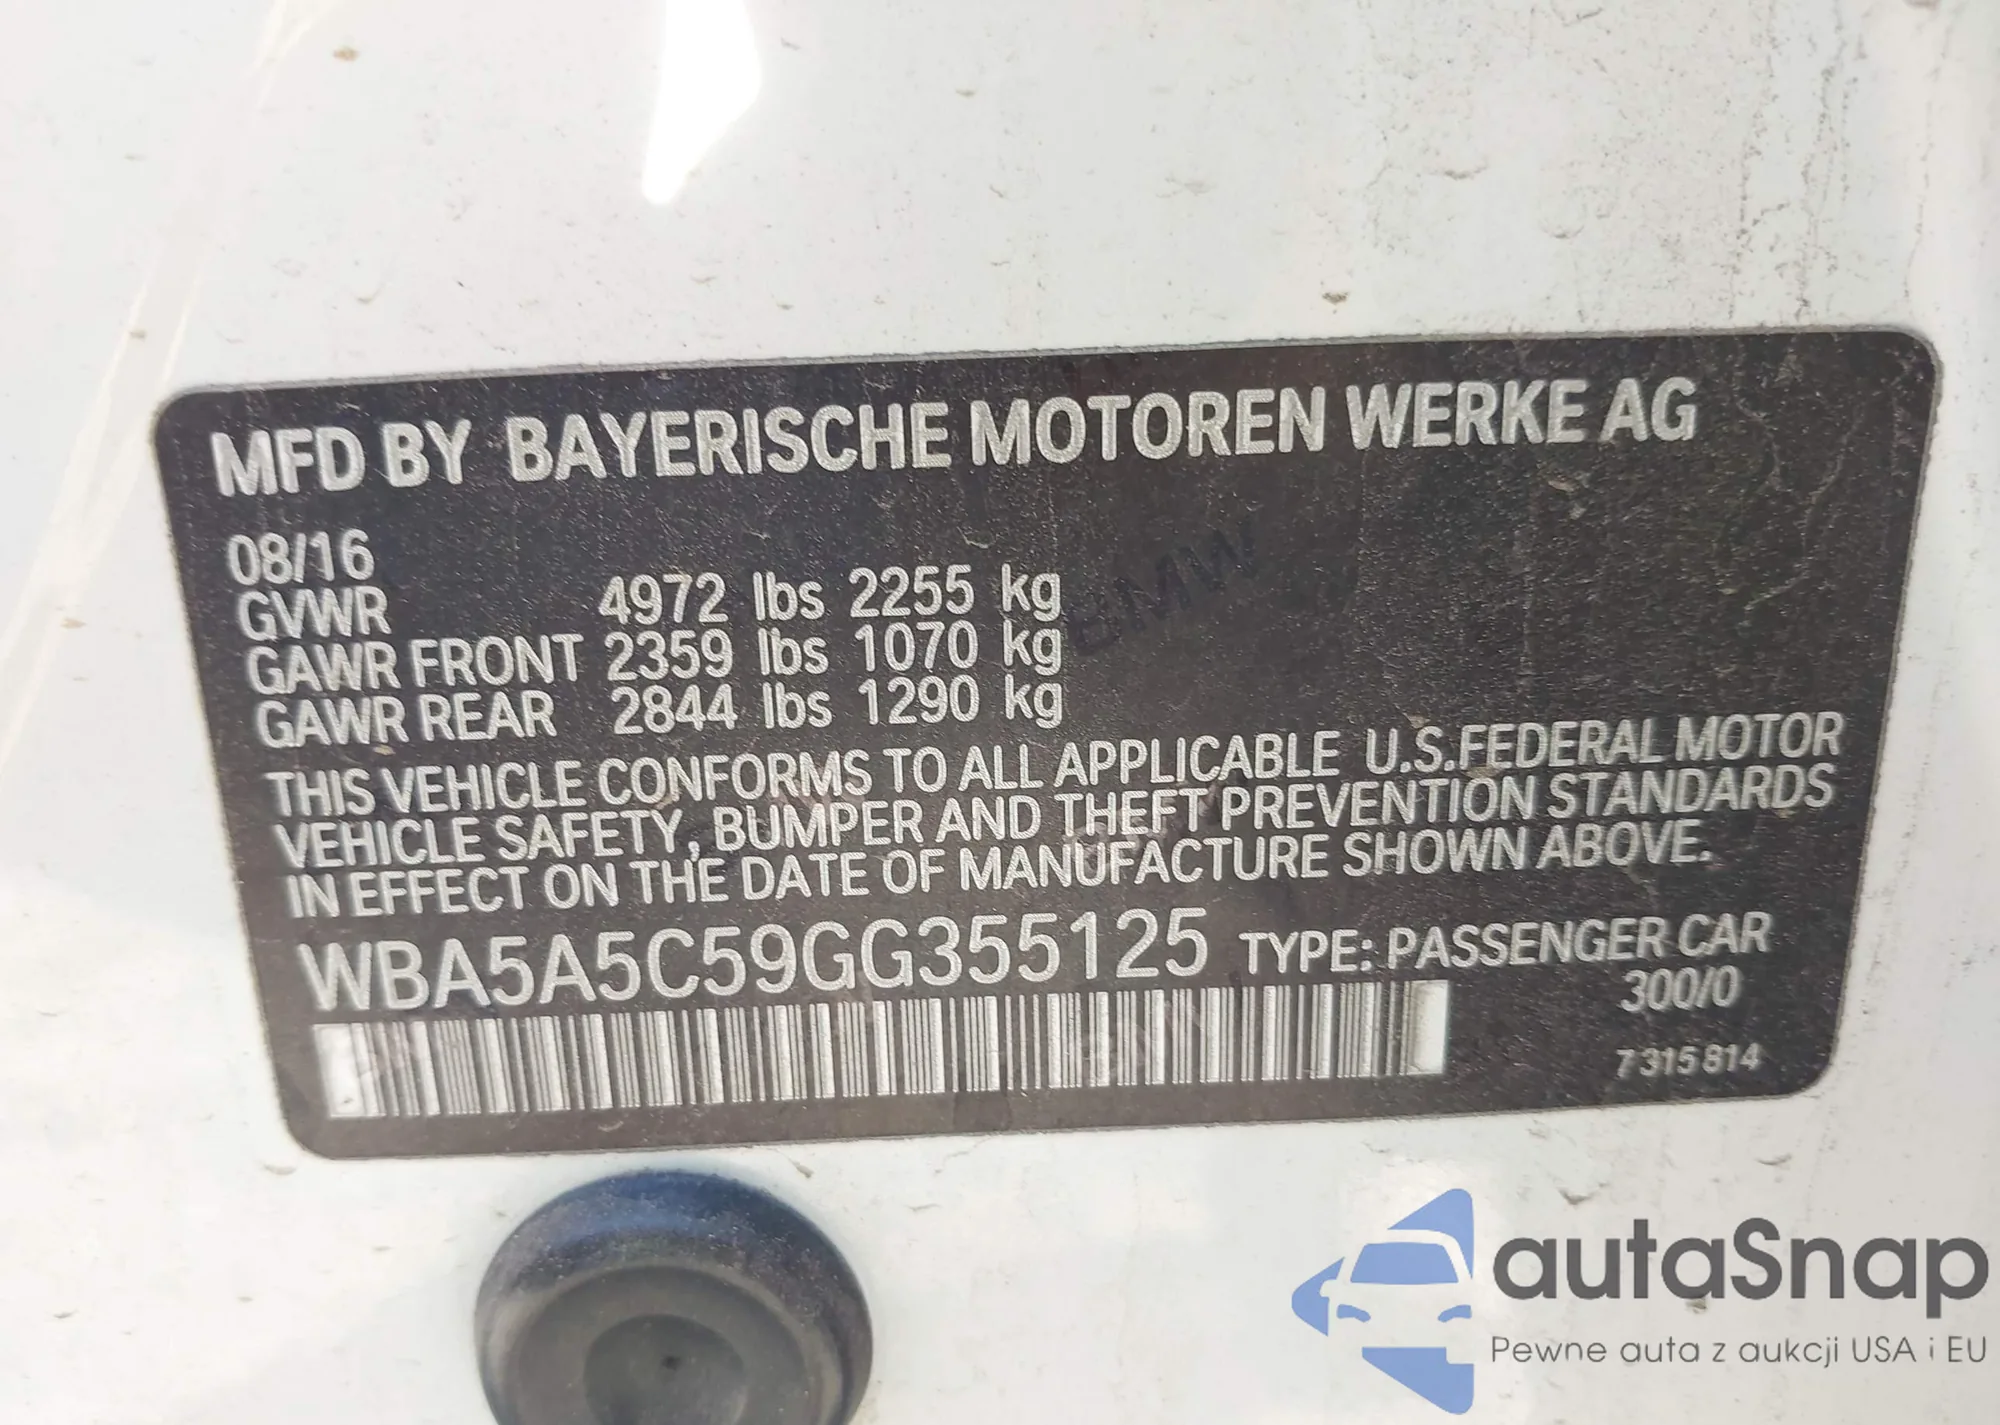 MFD BY BAYERISCHE MOTOREN WERKE AG
08/16
GVWR 4972 lbs 2255 kg
GAWR FRONT 2359 lbs 1070 kg
GAWR REAR 2844 lbs 1290 kg
THIS VEHICLE CONFORMS TO ALL APPLICABLE U.S.FEDERAL MOTOR
VEHICLE SAFETY, BUMPER AND THEFT PREVENTION STANDARDS
IN EFFECT ON THE DATE OF MANUFACTURE SHOWN ABOVE.
WBA5A5C59GG355125 TYPE: PASSENGER CAR
300/0
7315814
BMW
autaSnap
Pewne auta z aukcji USA i EU